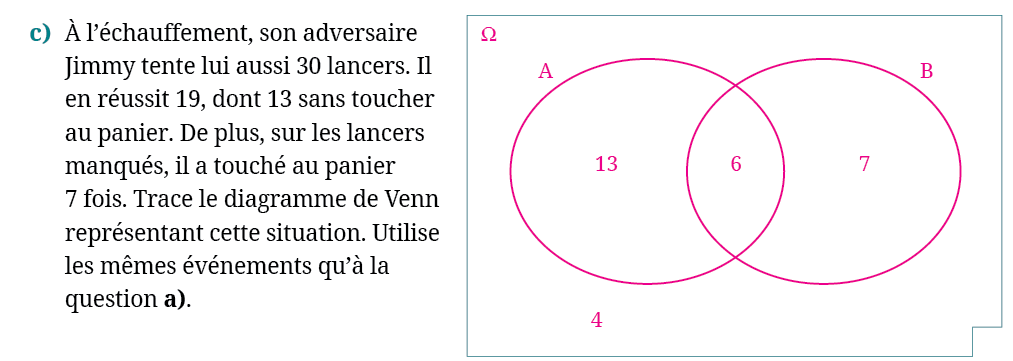 c) À l’échauffement, son adversaire
Jimmy tente lui aussi 30 lancers. Il
en réussit 19, dont 13 sans toucher
au panier. De plus, sur les lancers
manqués, il a touché au panier
7 fois. Trace le diagramme de Venn
représentant cette situation. Utilise
les mêmes événements qu’à la
question a).
Ω
A
B
13
6
7
4